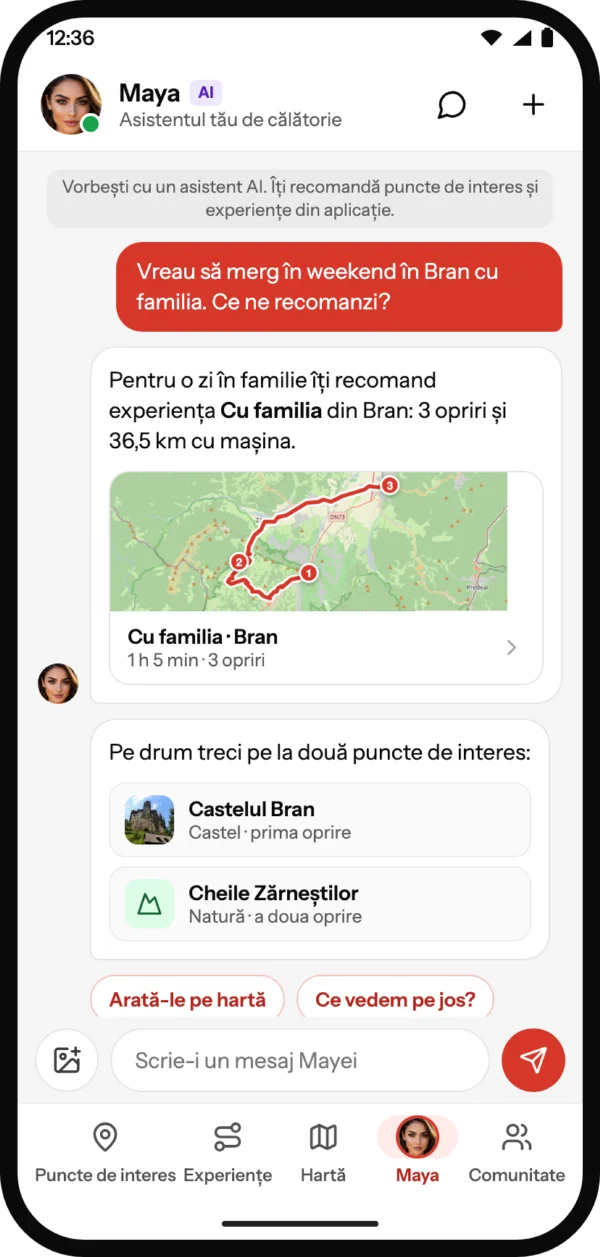 12:36
Maya AI
Asistentul tău de călătorie
Vorbești cu un asistent AI. Îți recomandă puncte de interes și
experiențe din aplicație.
Vreau să merg în weekend în Bran cu
familia. Ce ne recomanzi?
Pentru o zi în familie îți recomand
experiența Cu familia din Bran: 3 opriri și
36,5 km cu mașina.
3
DN73
2
1
Predeal
Cu familia · Bran
1 h 5 min · 3 opriri
Pe drum treci pe la două puncte de interes:
Castelul Bran
Castel · prima oprire
Cheile Zărneștilor
Natură · a doua oprire
Arată-le pe hartă
Ce vedem pe jos?
Scrie-i un mesaj Mayei
Puncte de interes
Experiențe
Hartă
Maya
Comunitate